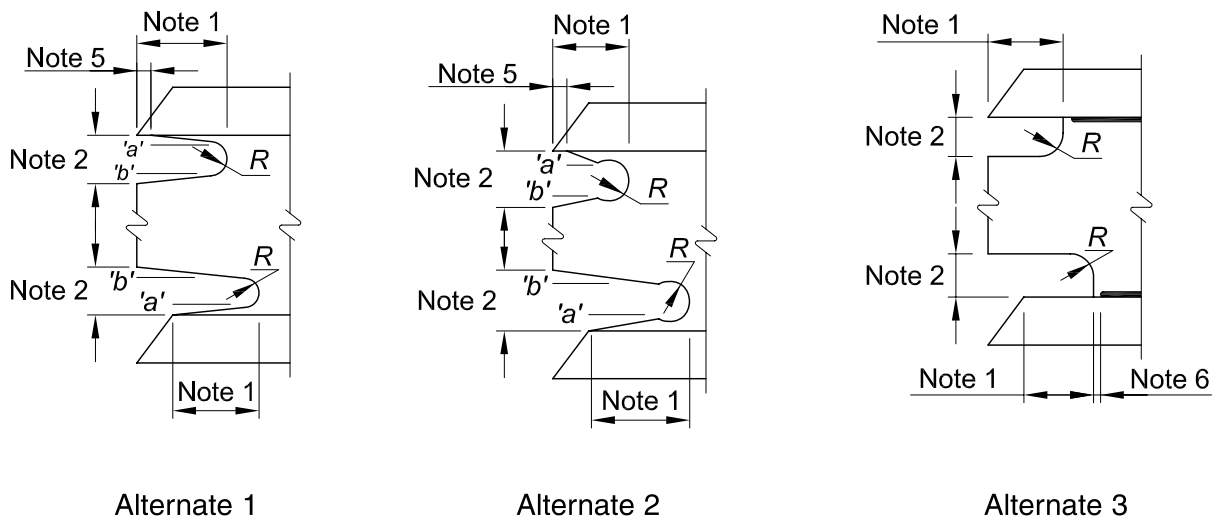 Note 1
Note 5
Note 2
'a'
'b'
R
Note 2
'b'
'a'
R
Note 1
Alternate 1
Note 1
Note 5
Note 2
'a'
'b'
R
Note 2
'b'
'a'
R
Note 1
Alternate 2
Note 1
Note 2
R
Note 2
R
Note 1
Note 6
Alternate 3